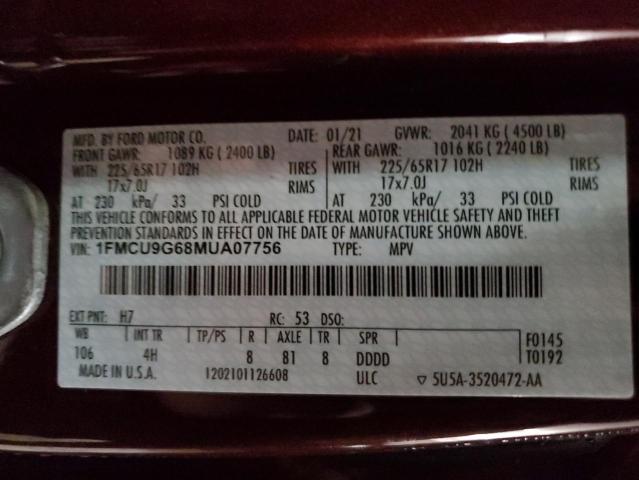 MFD. BY FORD MOTOR CO. DATE: 01/21 GVWR: 2041 KG ( 4500 LB)
FRONT GAWR: 1089 KG ( 2400 LB) REAR GAWR: 1016 KG ( 2240 LB)
WITH 225/65R17 102H TIRES WITH 225/65R17 102H TIRES
17x7.0J RIMS 17x7.0J RIMS
AT 230 kPa/ 33 PSI COLD AT 230 kPa/ 33 PSI COLD
THIS VEHICLE CONFORMS TO ALL APPLICABLE FEDERAL MOTOR VEHICLE SAFETY AND THEFT
PREVENTION STANDARDS IN EFFECT ON THE DATE OF MANUFACTURE SHOWN ABOVE.
VIN: 1FMCU9G68MUA07756 TYPE: MPV
EXT PNT: H7 RC: 53 DSO:
WB INT TR TP/PS R AXLE TR SPR F0145
106 4H 8 81 8 DDDD T0192
MADE IN U.S.A. 1202101126608 ULC ▽ 5U5A-3520472-AA